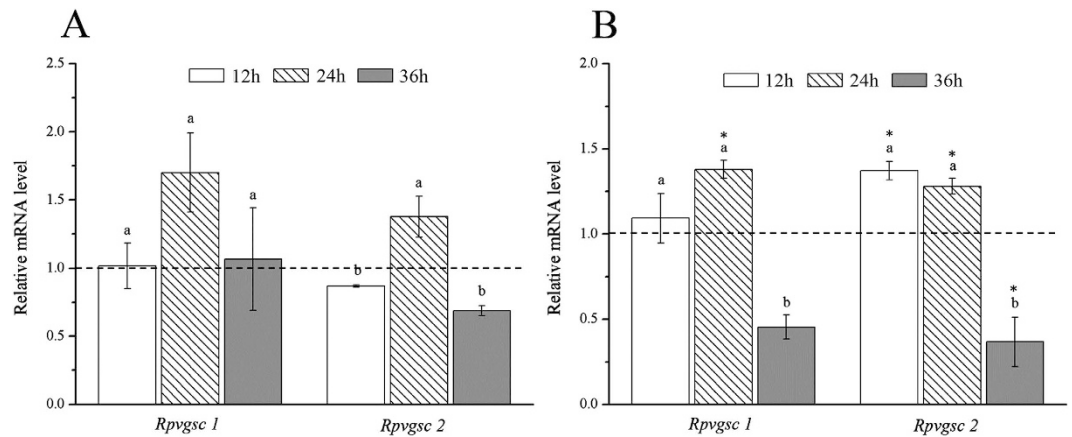 A
Relative mRNA level
2.5
2.0
1.5
1.0
0.5
0.0
12h 24h 36h
a
a
a
b
a
b
Rpvgsc 1 Rpvgsc 2
B
Relative mRNA level
2.0
1.5
1.0
0.5
0.0
12h 24h 36h
a
*
a
b
*
a
*
a
*
b
Rpvgsc 1 Rpvgsc 2